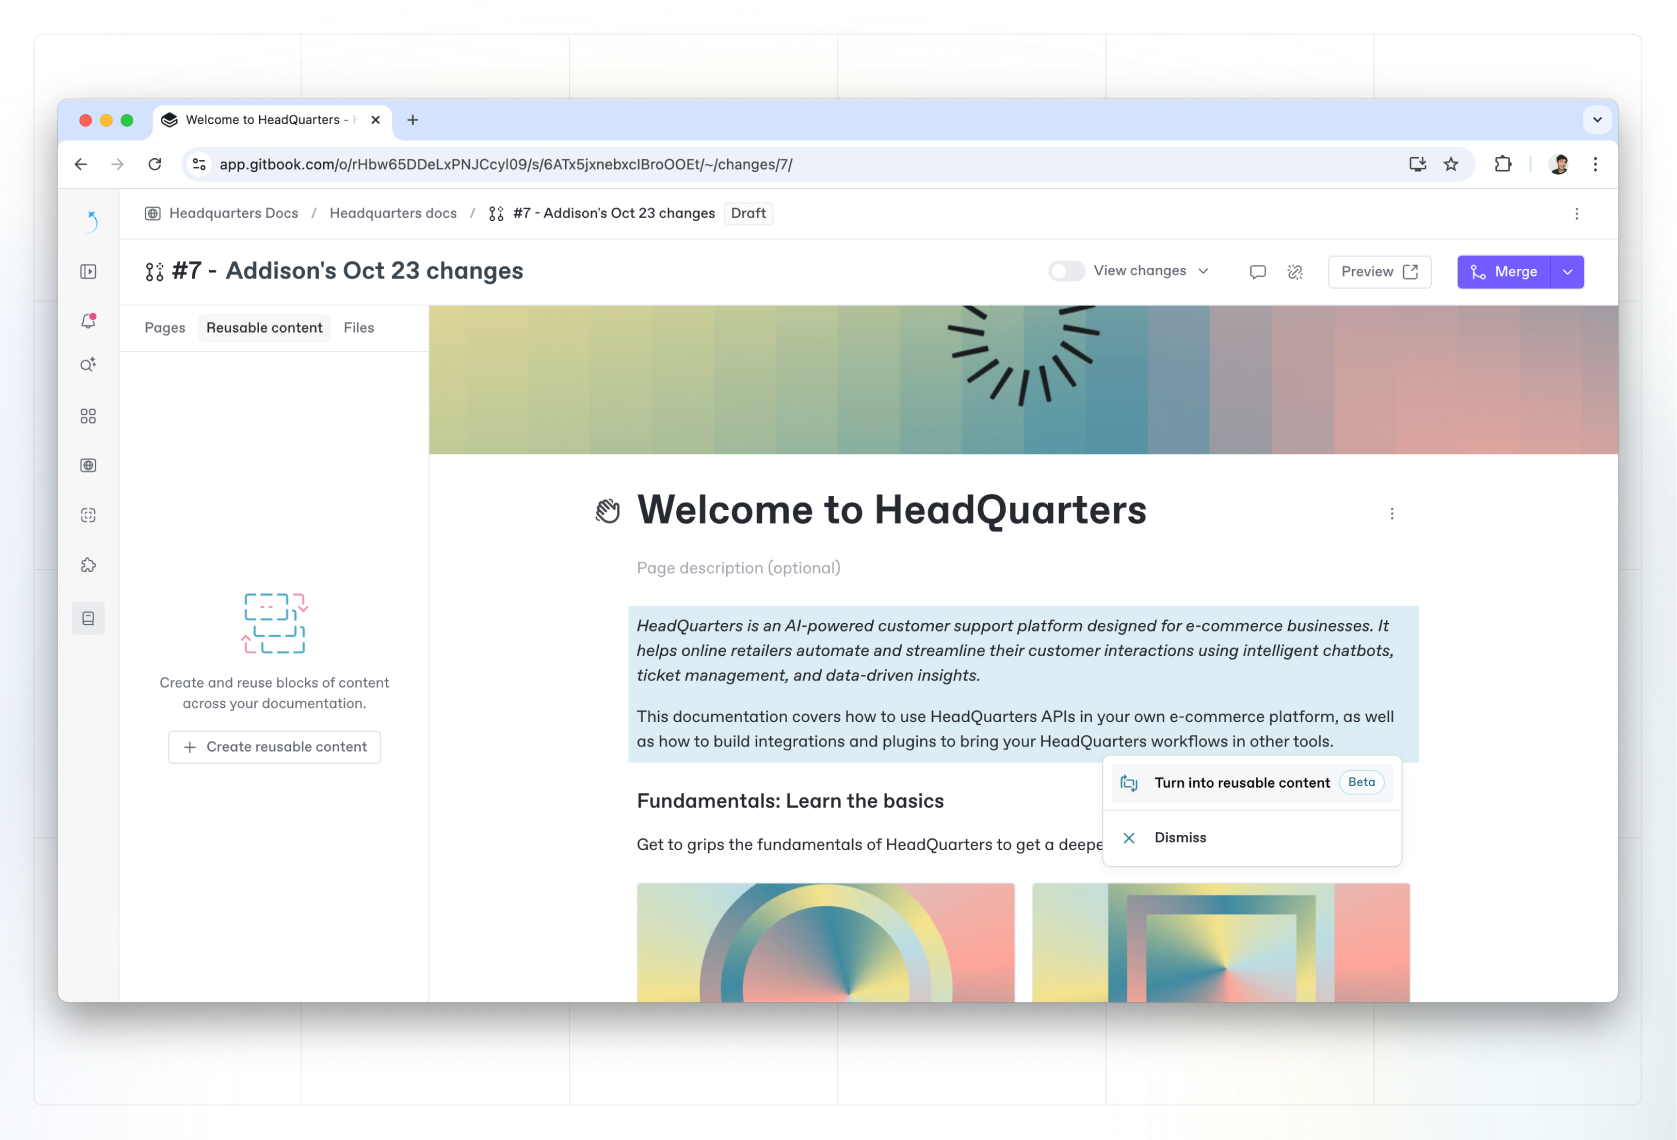 Welcome to HeadQuarters -
app.gitbook.com/o/rHbw65DDeLxPNJCcyl09/s/6ATx5jxnebxcIBroOOEt/~/changes/7/
Headquarters Docs / Headquarters docs / #7 - Addison's Oct 23 changes Draft
#7 - Addison's Oct 23 changes
View changes
Preview
Merge
Pages Reusable content Files
Create and reuse blocks of content
across your documentation.
+ Create reusable content
Welcome to HeadQuarters
Page description (optional)
HeadQuarters is an AI-powered customer support platform designed for e-commerce businesses. It
helps online retailers automate and streamline their customer interactions using intelligent chatbots,
ticket management, and data-driven insights.
This documentation covers how to use HeadQuarters APIs in your own e-commerce platform, as well
as how to build integrations and plugins to bring your HeadQuarters workflows in other tools.
Turn into reusable content Beta
Dismiss
Fundamentals: Learn the basics
Get to grips the fundamentals of HeadQuarters to get a deepe